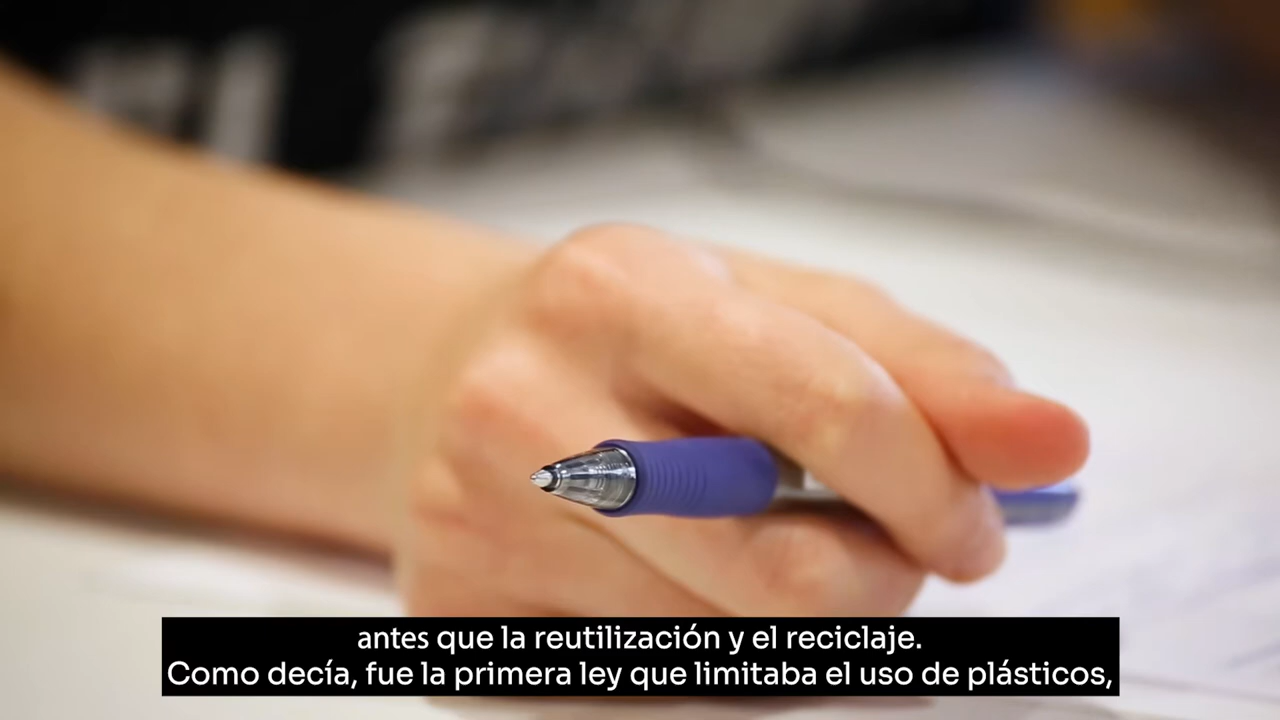 antes que la reutilización y el reciclaje.
Como decía, fue la primera ley que limitaba el uso de plásticos,